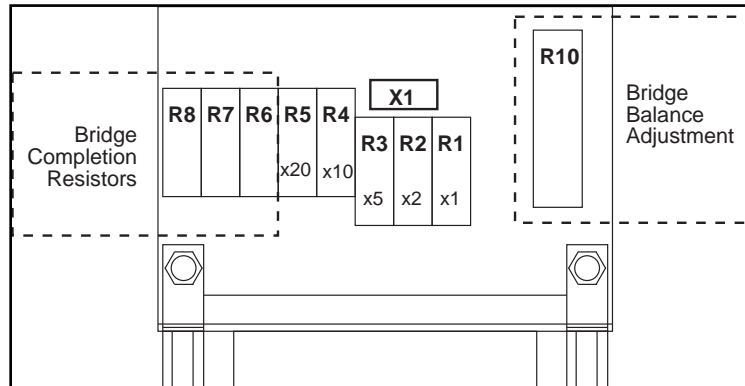 R10
X1
R8 R7 R6 R5 R4
Bridge
Completion
Resistors
R3 R2 R1
x20 x10
x5 x2 x1
Bridge
Balance
Adjustment